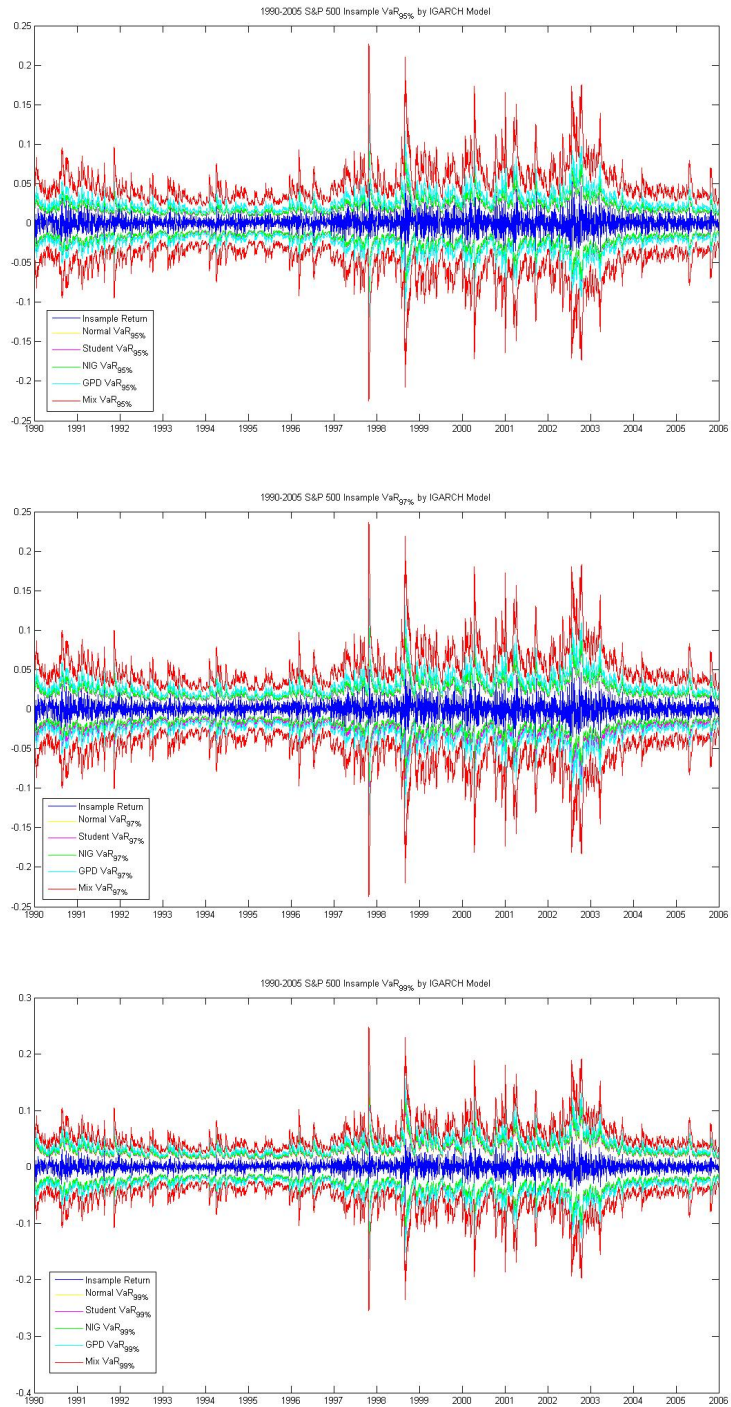 1990-2005 S&P 500 Insample VaR95% by IGARCH Model
0.25
0.2
0.15
0.1
0.05
0
-0.05
-0.1
-0.15
-0.2
-0.25
Insample Return
Normal VaR95%
Student VaR95%
NIG VaR95%
GPD VaR95%
Mix VaR95%
1990 1991 1992 1993 1994 1995 1996 1997 1998 1999 2000 2001 2002 2003 2004 2005 2006
1990-2005 S&P 500 Insample VaR97% by IGARCH Model
0.25
0.2
0.15
0.1
0.05
0
-0.05
-0.1
-0.15
-0.2
-0.25
Insample Return
Normal VaR97%
Student VaR97%
NIG VaR97%
GPD VaR97%
Mix VaR97%
1990 1991 1992 1993 1994 1995 1996 1997 1998 1999 2000 2001 2002 2003 2004 2005 2006
1990-2005 S&P 500 Insample VaR99% by IGARCH Model
0.3
0.2
0.1
0
-0.1
-0.2
-0.3
-0.4
Insample Return
Normal VaR99%
Student VaR99%
NIG VaR99%
GPD VaR99%
Mix VaR99%
1990 1991 1992 1993 1994 1995 1996 1997 1998 1999 2000 2001 2002 2003 2004 2005 2006